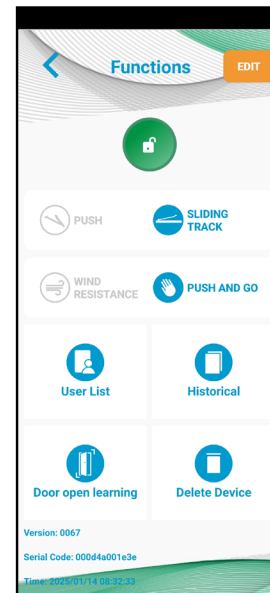 Functions
EDIT
PUSH
SLIDING
TRACK
WIND
RESISTANCE
PUSH AND GO
User List
Historical
Door open learning
Delete Device
Version: 0067
Serial Code: 000d4a001e3e
Time: 2025/01/14 08:32:33